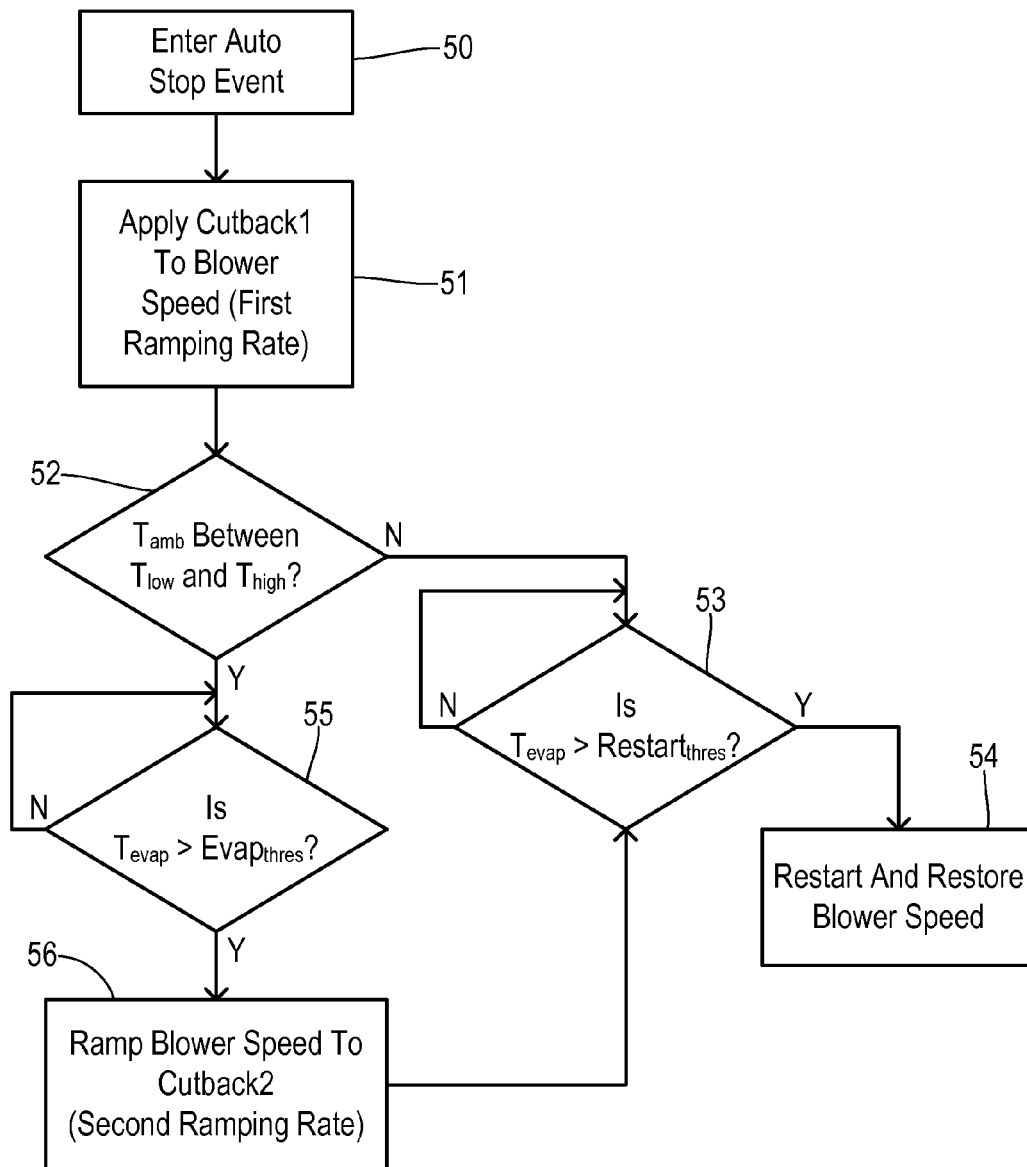 Enter Auto
Stop Event
50
Apply Cutback1
To Blower
Speed (First
Ramping Rate)
51
52
Tamb Between
Tlow and Thigh?
N
Y
53
Is
Tevap > Restartthres?
N
Y
54
Restart And Restore
Blower Speed
55
Is
Tevap > Evapthres?
N
Y
56
Ramp Blower Speed To
Cutback2
(Second Ramping Rate)